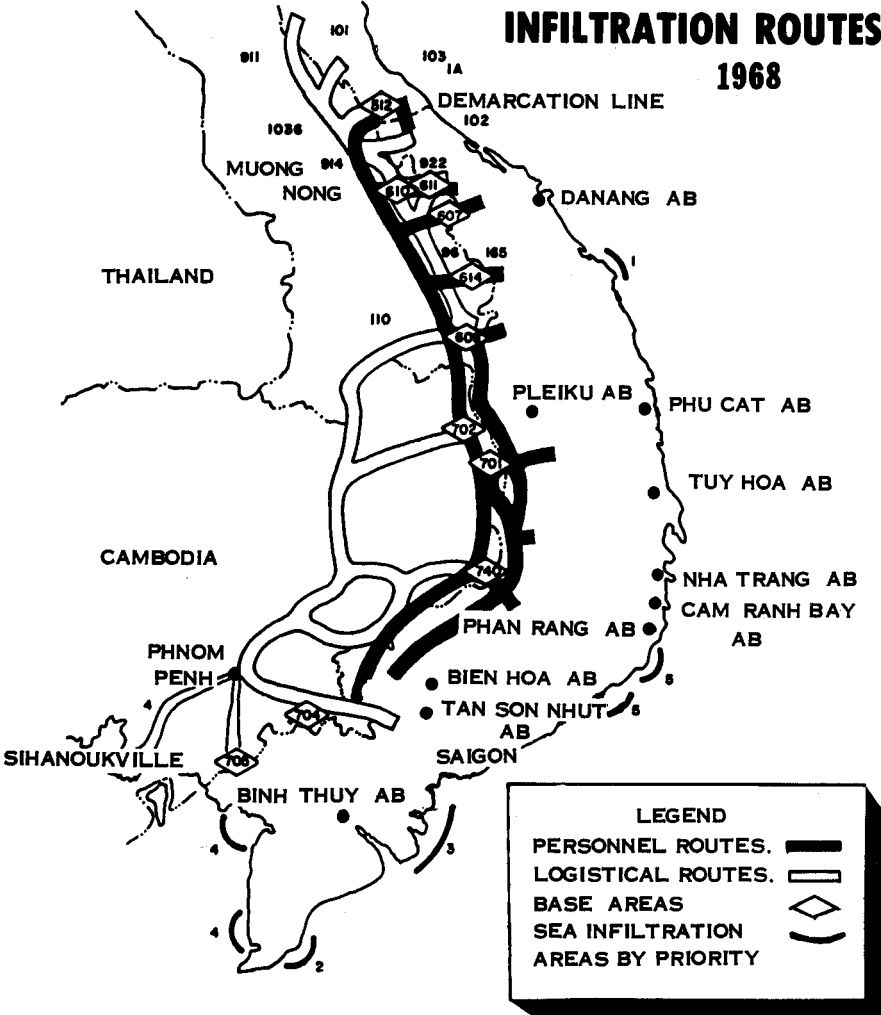 INFILTRATION ROUTES
1968
101
911
103
1A
512
DEMARCATION LINE
102
1036
914
922
MUONG
NONG
610
611
DANANG AB
607
1
96
165
THAILAND
614
110
PLEIKU AB
PHU CAT AB
702
701
TUY HOA AB
CAMBODIA
740
NHA TRANG AB
CAM RANH BAY
AB
PHAN RANG AB
PHNOM
PENH
5
BIEN HOA AB
4
704
TAN SON NHUT
AB
5
SIHANOUKVILLE
SAIGON
BINH THUY AB
4
3
4
2
LEGEND
PERSONNEL ROUTES.
LOGISTICAL ROUTES.
BASE AREAS
SEA INFILTRATION
AREAS BY PRIORITY